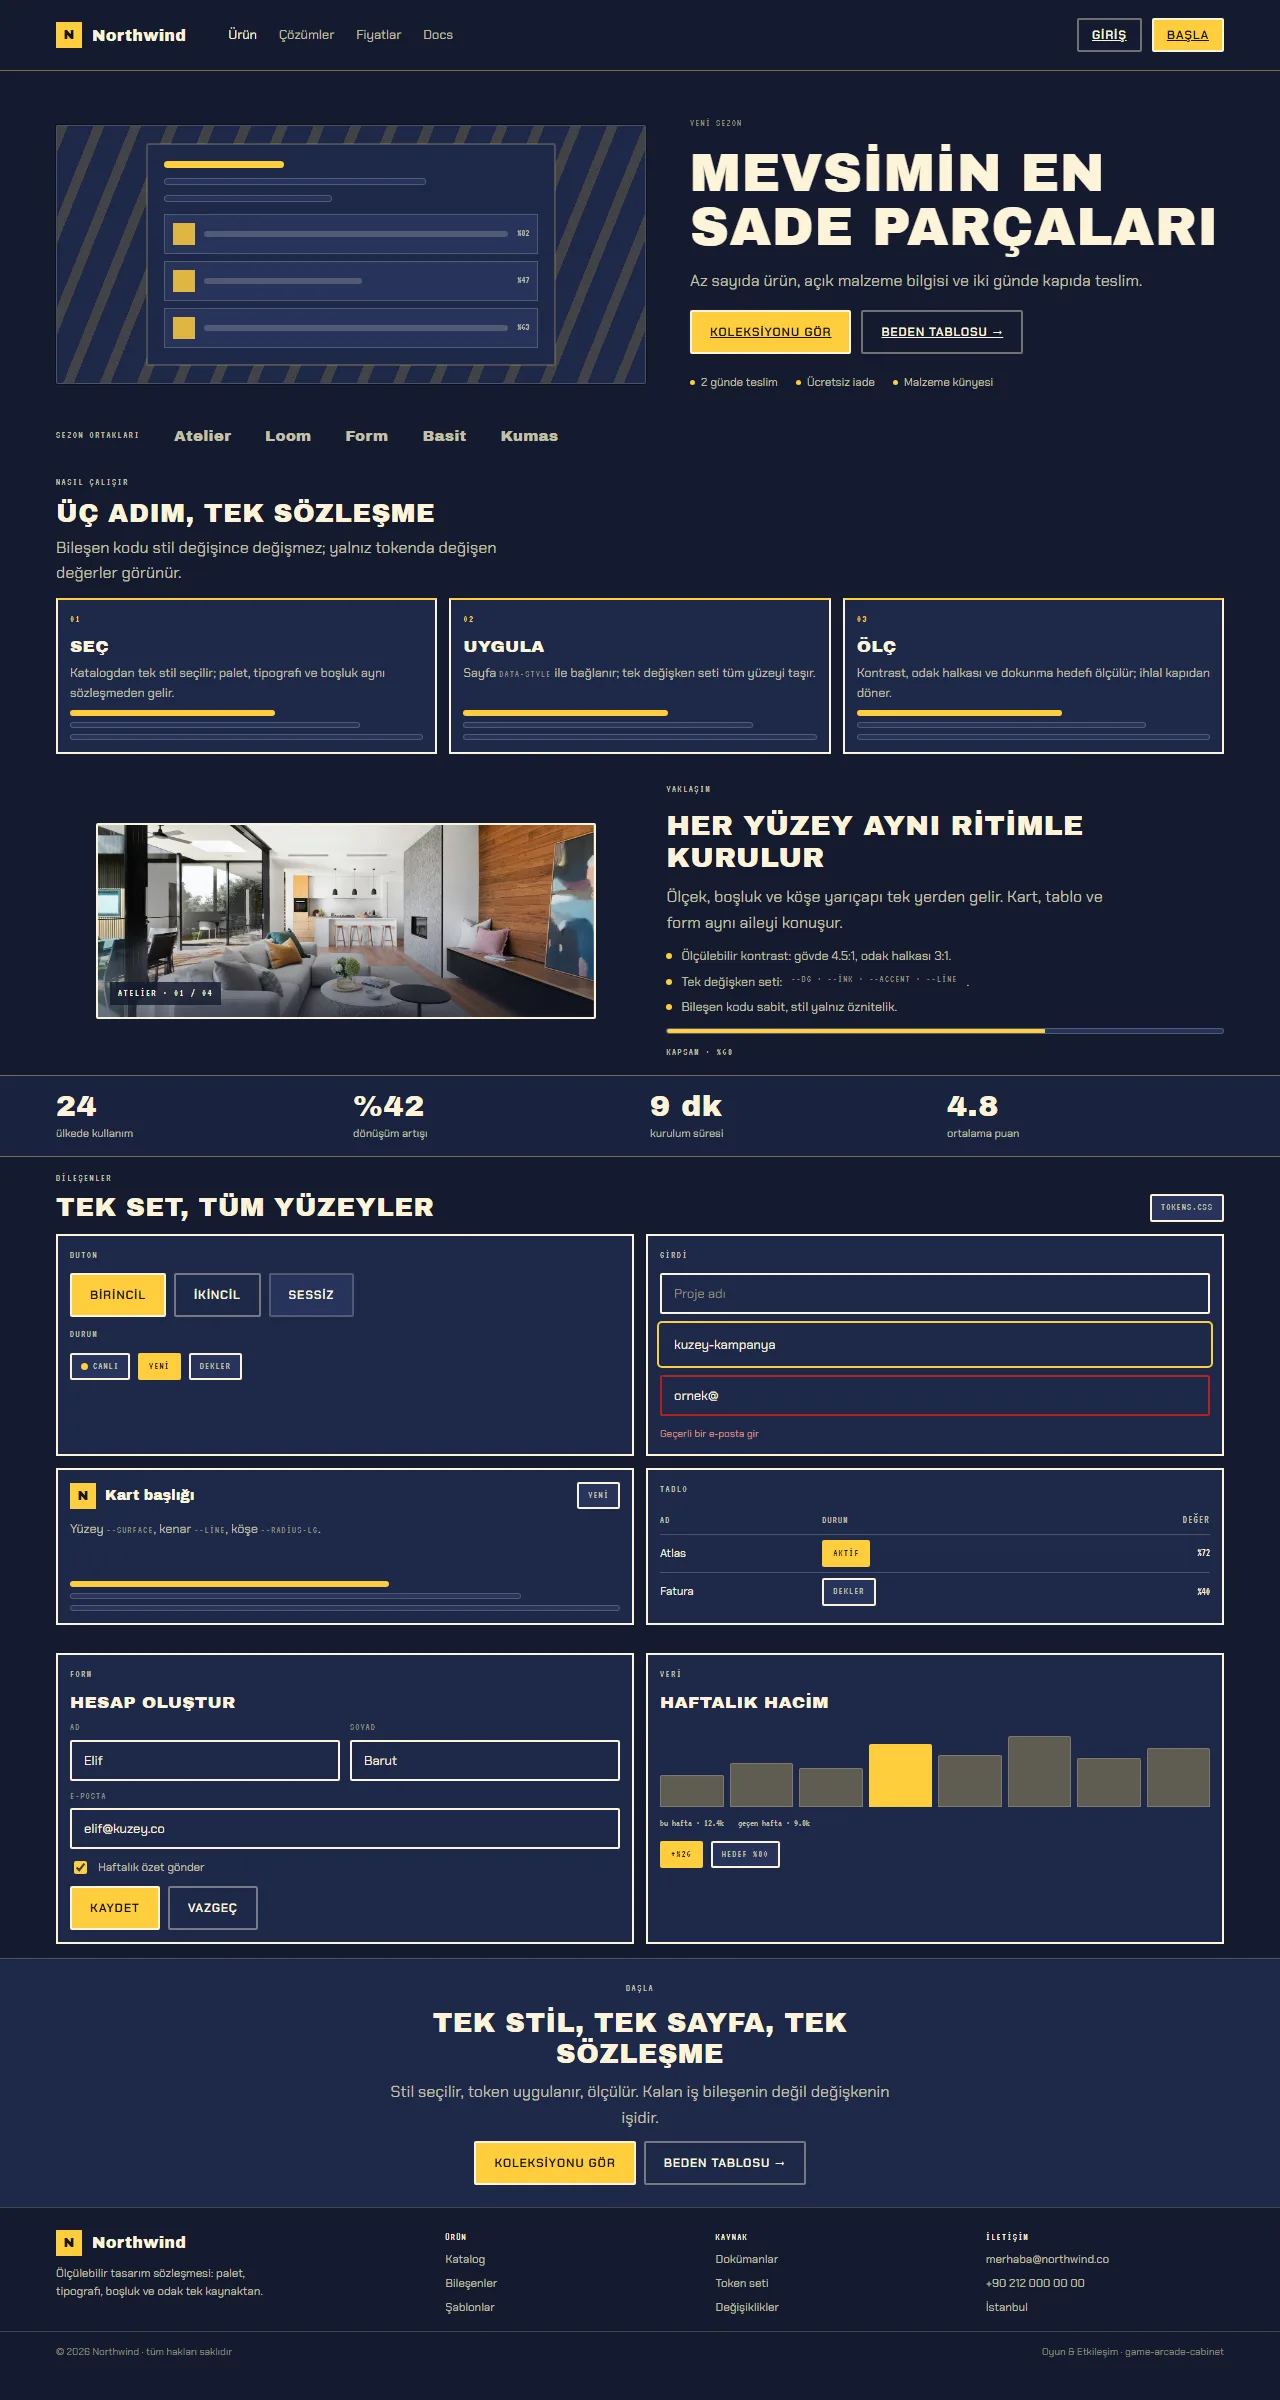 N Northwind Ürün Çözümler Fiyatlar Docs GİRİŞ BAŞLA
YENİ SEZON
MEVSİMİN EN
SADE PARÇALARI
Az sayıda ürün, açık malzeme bilgisi ve iki günde kapıda teslim.
KOLEKSİYONU GÖR BEDEN TABLOSU →
2 günde teslim Ücretsiz iade Malzeme künyesi
%47
%63
SEZON ORTAKLARI Atelier Loom Form Basit Kumas
NASIL ÇALIŞIR
ÜÇ ADIM, TEK SÖZLEŞME
Bileşen kodu stil değişince değişmez; yalnız tokenda değişen
değerler görünür.
01
SEÇ
Katalogdan tek stil seçilir; palet, tipografi ve boşluk aynı
sözleşmeden gelir.
02
UYGULA
Sayfa DATA-STYLE ile bağlanır; tek değişken seti tüm yüzeyi taşır.
03
ÖLÇ
Kontrast, odak halkası ve dokunma hedefi ölçülür; ihlal kapıdan
döner.
ATELİER · 01 / 04
YAKLAŞIM
HER YÜZEY AYNI RİTİMLE
KURULUR
Ölçek, boşluk ve köşe yarıçapı tek yerden gelir. Kart, tablo ve
form aynı aileyi konuşur.
Ölçülebilir kontrast: gövde 4.5:1, odak halkası 3:1.
Tek değişken seti: --BG · --İNK · --ACCENT · --LİNE .
Bileşen kodu sabit, stil yalnız öznitelik.
KAPSAM ·
24 %42 9 dk 4.8
ülkede kullanım dönüşüm artışı kurulum süresi ortalama puan
BİLEŞENLER
TEK SET, TÜM YÜZEYLER
TOKENS.CSS
BUTON
BİRİNCİL İKİNCİL SESSİZ
DURUM
CANLI YENİ BEKLER
GİRDİ
Proje adı
kuzey-kampanya
ornek@
Geçerli bir e-posta gir
N Kart başlığı YENİ
Yüzey --SURFACE, kenar --LİNE, köşe --RADİUS-LG.
TABLO
AD DURUM DEĞER
Atlas AKTİF %72
Fatura BEKLER %40
FORM
HESAP OLUŞTUR
AD SOYAD
Elif Barut
E-POSTA
elif@kuzey.co
Haftalık özet gönder
KAYDET VAZGEÇ
VERİ
HAFTALIK HACİM
bu hafta · 12.4k geçen hafta ·
+%26 HEDEF
BAŞLA
TEK STİL, TEK SAYFA, TEK
SÖZLEŞME
Stil seçilir, token uygulanır, ölçülür. Kalan iş bileşenin değil değişkenin
işidir.
KOLEKSİYONU GÖR BEDEN TABLOSU →
N Northwind
Ölçülebilir tasarım sözleşmesi: palet,
tipografi, boşluk ve odak tek kaynaktan.
ÜRÜN
Katalog
Bileşenler
Şablonlar
KAYNAK
Dokümanlar
Token seti
Değişiklikler
İLETİŞİM
merhaba@northwind.co
+90 212 000 00 00
İstanbul
© 2026 Northwind · tüm hakları saklıdır Oyun & Etkileşim · game-arcade-cabinet